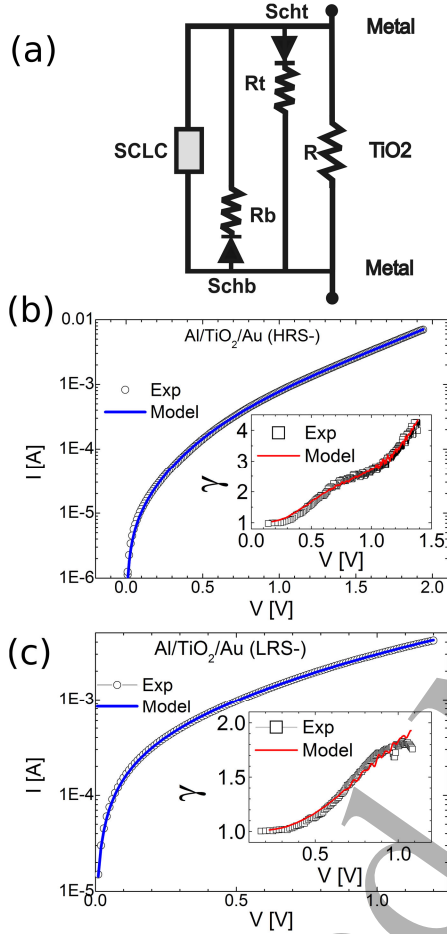 (a)
Scht
Metal
Rt
SCLC
R
TiO2
Rb
Schb
Metal
(b)
0.01
1E-3
1E-4
1E-5
1E-6
I [A]
Al/TiO2/Au (HRS-)
Exp
Model
4
3
2
1
γ
Exp
Model
0.0 0.5 1.0 1.5
V [V]
0.0 0.5 1.0 1.5 2.0
V [V]
(c)
1E-3
1E-4
1E-5
I [A]
Al/TiO2/Au (LRS-)
Exp
Model
2.0
1.5
1.0
γ
Exp
Model
0.5 1.0
V [V]
0.0 0.5 1.0
V [V]